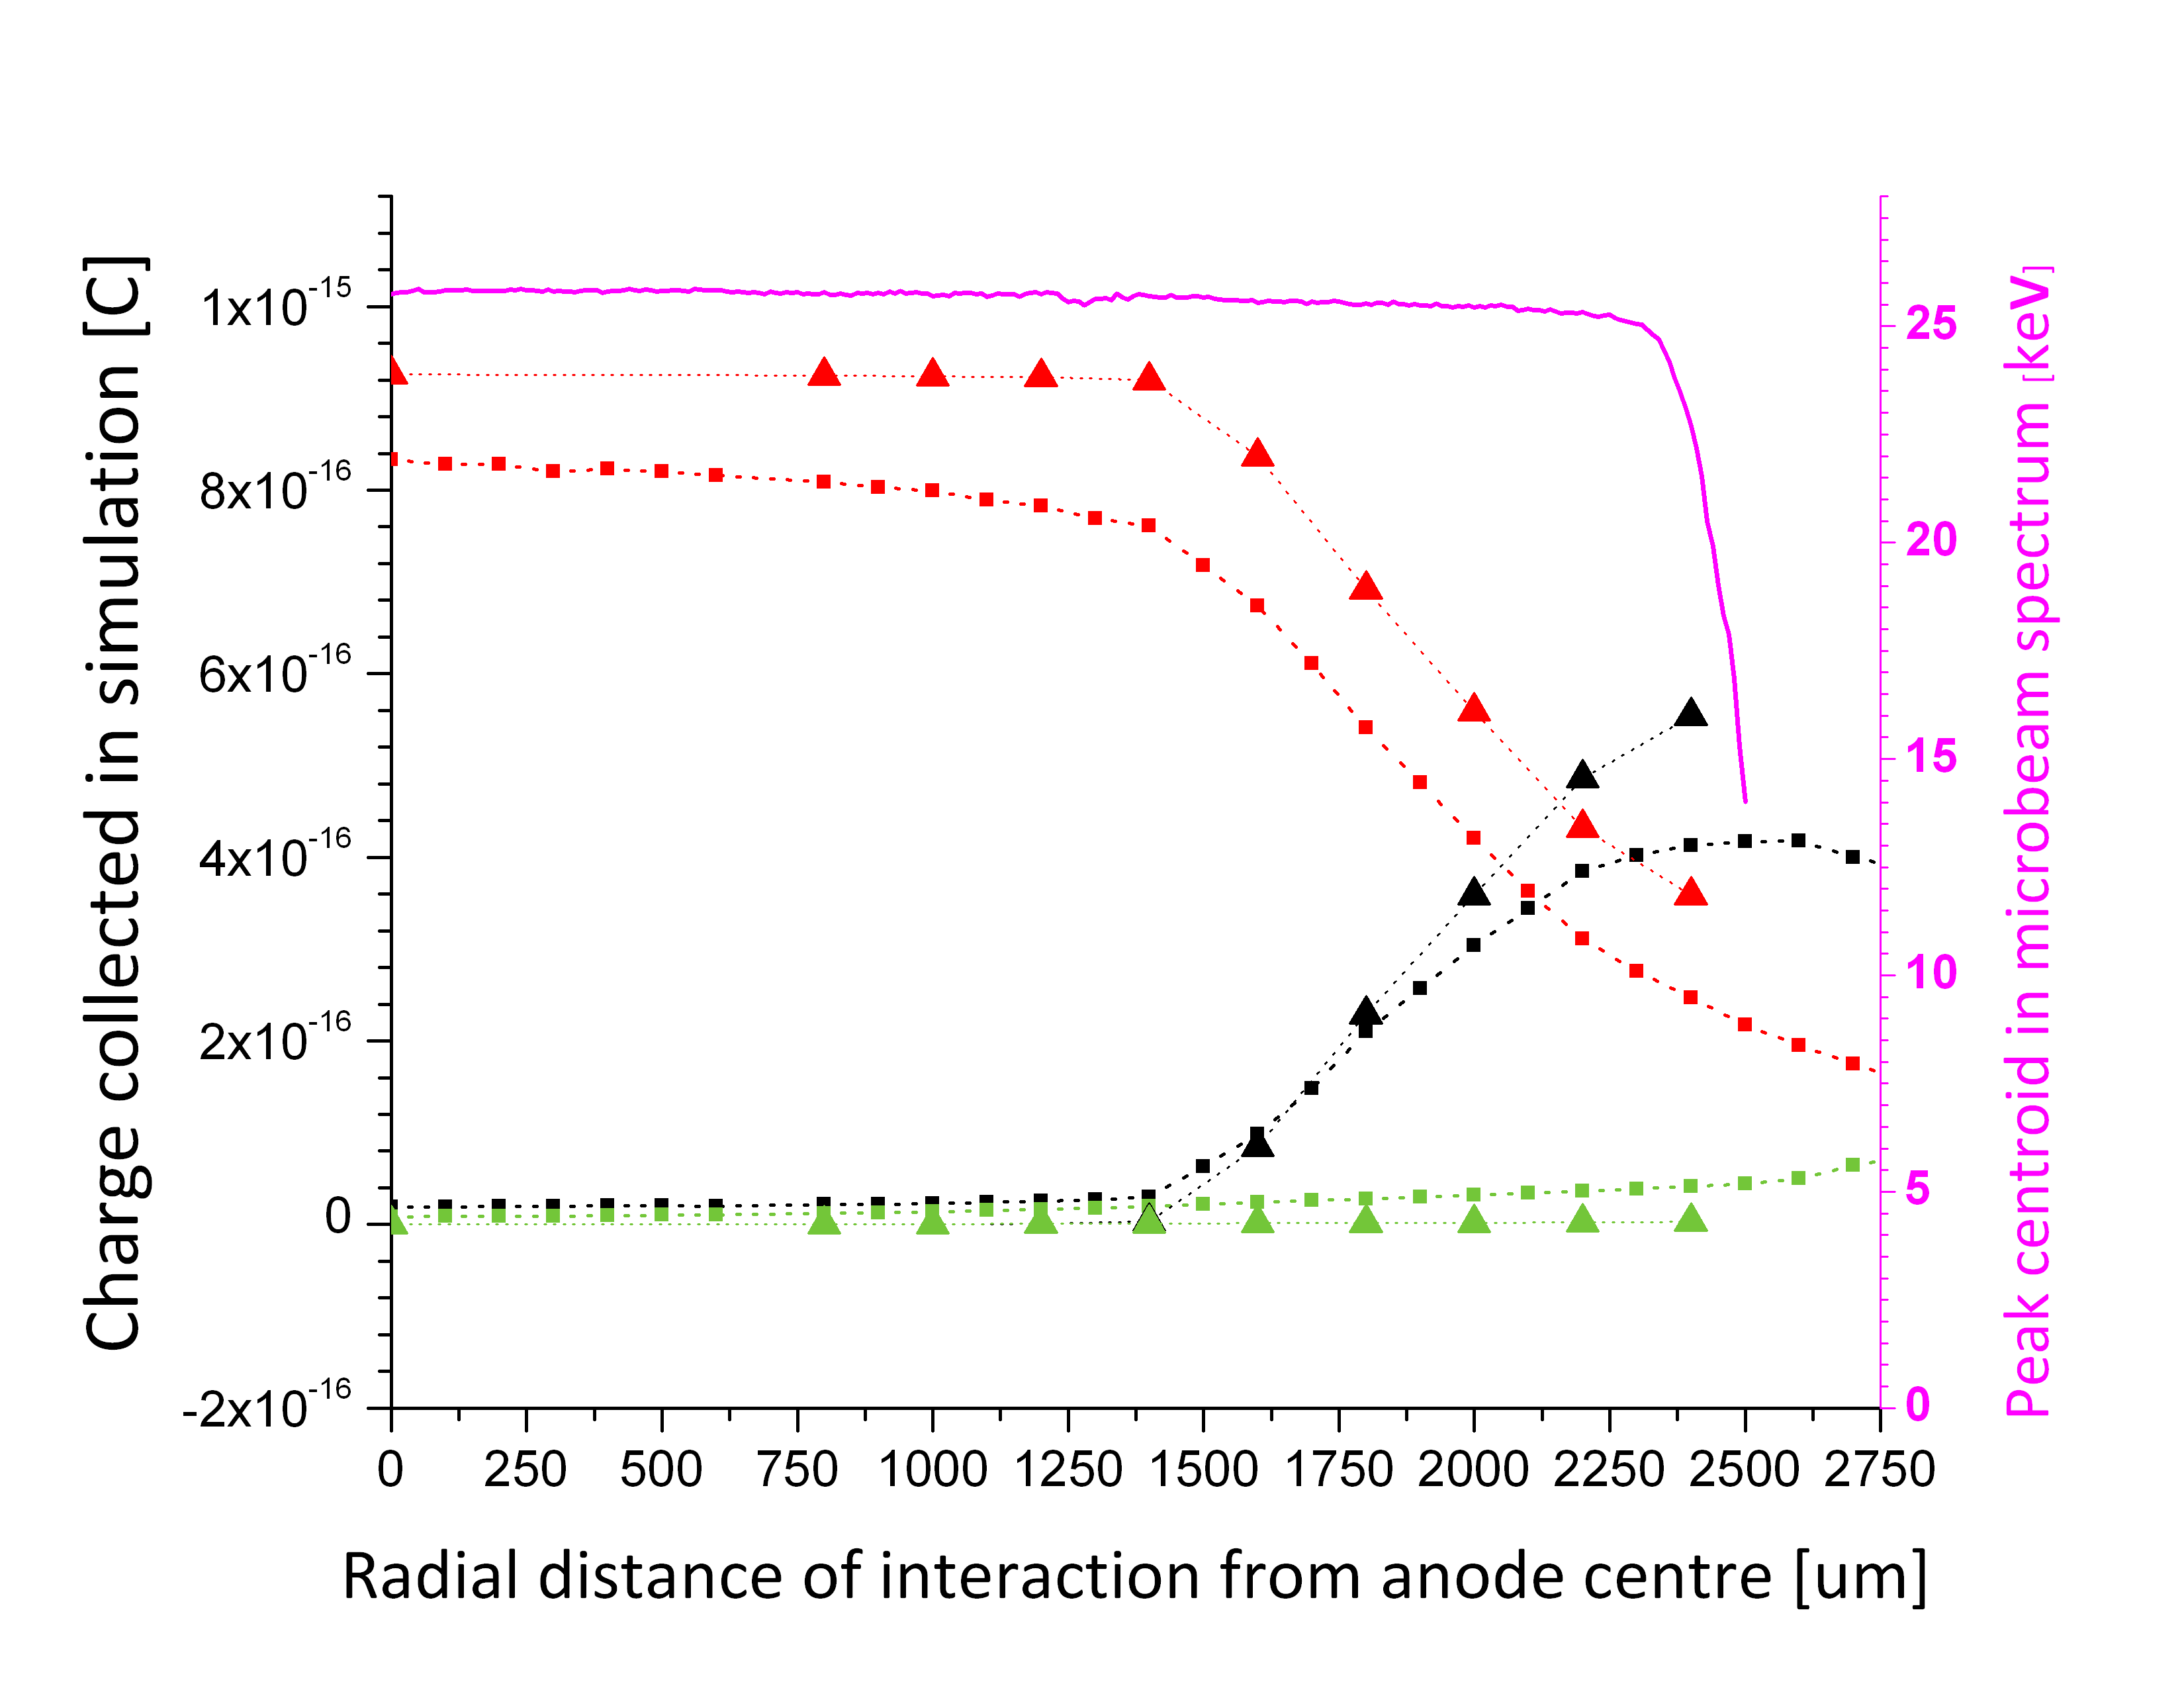 Charge collected in simulation [C]
1x10-15
8x10-16
6x10-16
4x10-16
2x10-16
0
-2x10-16
0 250 500 750 1000 1250 1500 1750 2000 2250 2500 2750
Radial distance of interaction from anode centre [um]
25
20
15
10
5
0
Peak centroid in microbeam spectrum [keV]